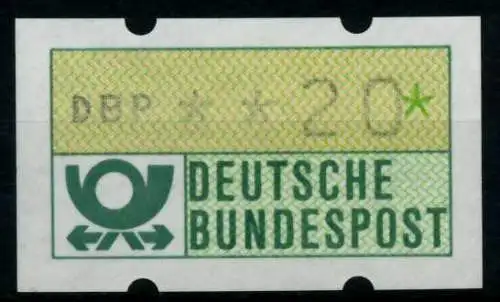 DBP * * 20*
DEUTSCHE
BUNDESPOST